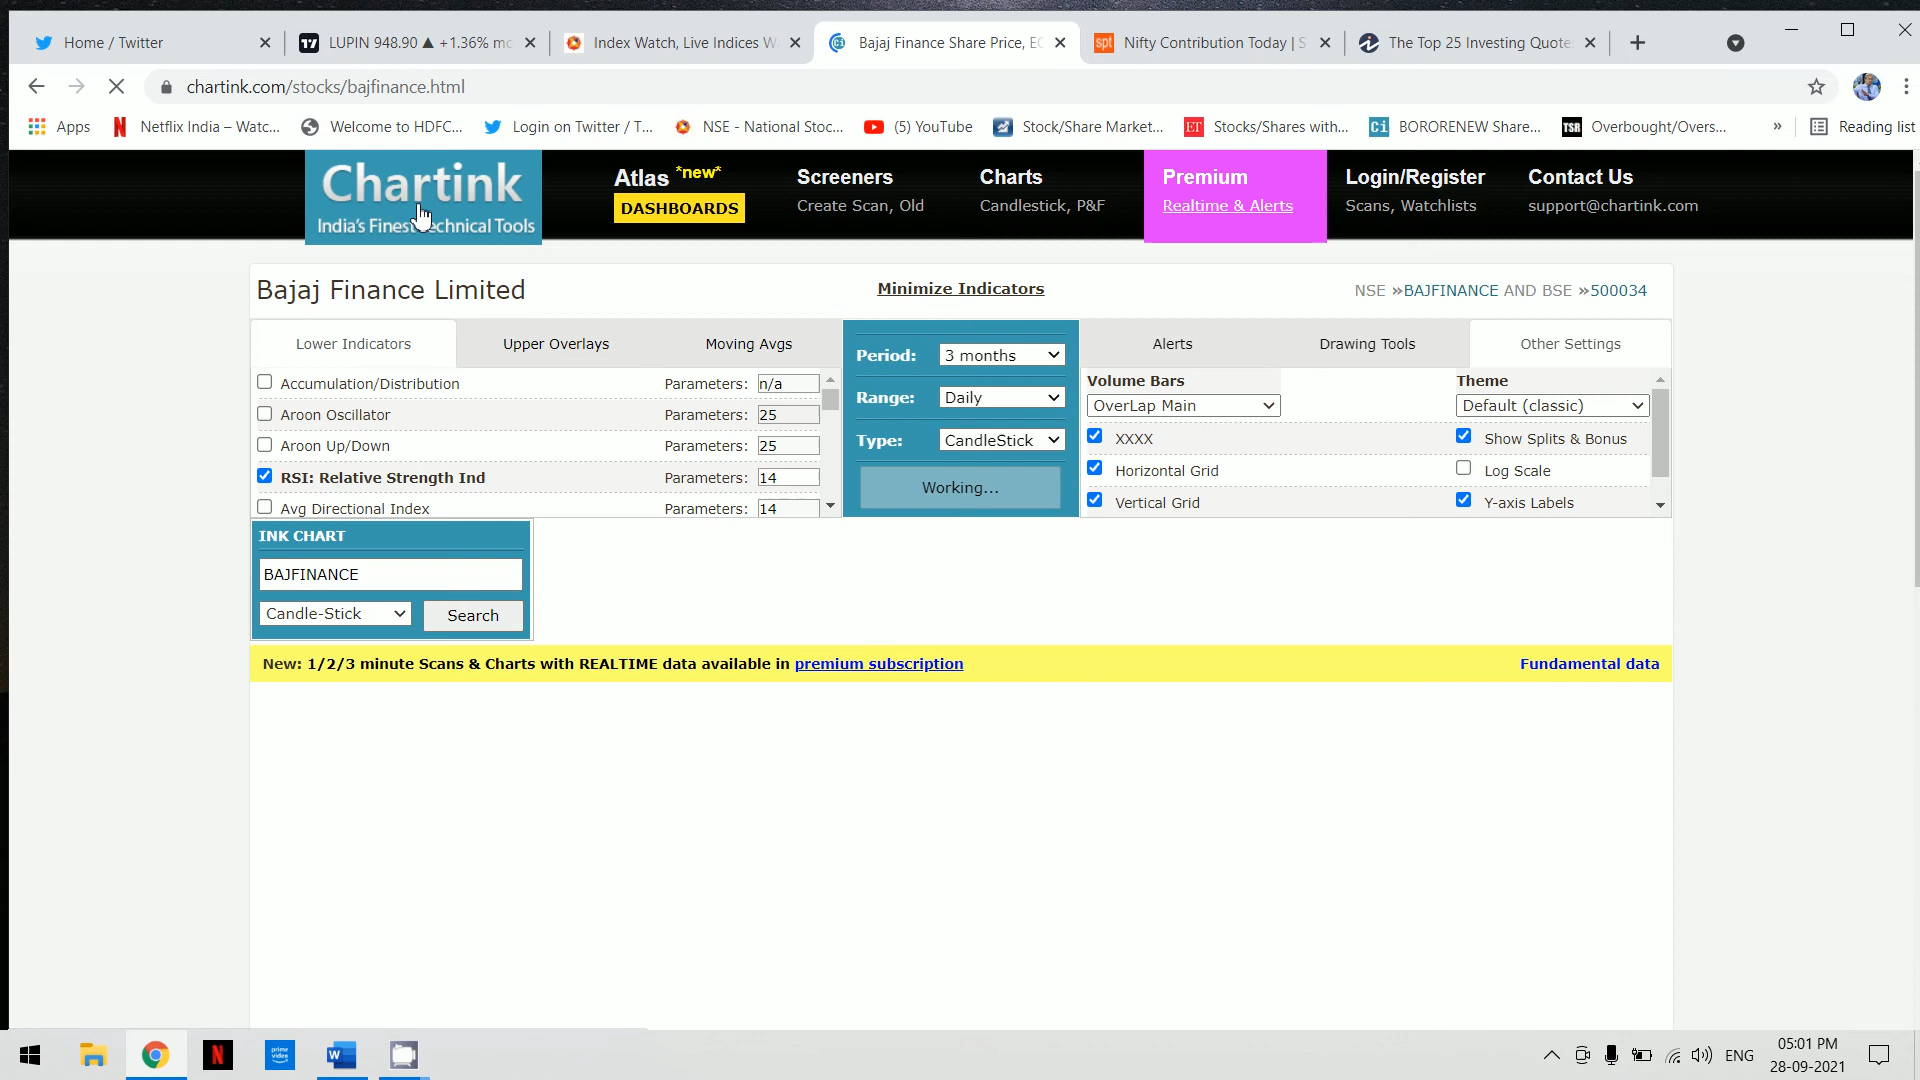 Home / Twitter
LUPIN 948.90 ▲ +1.36%
Index Watch, Live Indices
Bajaj Finance Share Price,
Nifty Contribution Today |
The Top 25 Investing Quote
chartink.com/stocks/bajfinance.html
Apps
Netflix India – Watc...
Welcome to HDFC...
Login on Twitter / T...
NSE - National Stoc...
(5) YouTube
Stock/Share Market...
ET Stocks/Shares with...
Ci BORORENEW Share...
TSR Overbought/Overs...
»
Reading list
Chartink
India's Finest Technical Tools
Atlas *new*
DASHBOARDS
Screeners
Create Scan, Old
Charts
Candlestick, P&F
Premium
Realtime & Alerts
Login/Register
Scans, Watchlists
Contact Us
support@chartink.com
Bajaj Finance Limited
Minimize Indicators
NSE »BAJFINANCE AND BSE »500034
Lower Indicators
Upper Overlays
Moving Avgs
Accumulation/Distribution Parameters: n/a
Aroon Oscillator Parameters: 25
Aroon Up/Down Parameters: 25
RSI: Relative Strength Ind Parameters: 14
Avg Directional Index Parameters: 14
Period: 3 months
Range: Daily
Type: CandleStick
Working...
Alerts
Drawing Tools
Other Settings
Volume Bars
OverLap Main
Theme
Default (classic)
XXXX
Show Splits & Bonus
Horizontal Grid
Log Scale
Vertical Grid
Y-axis Labels
INK CHART
BAJFINANCE
Candle-Stick
Search
New: 1/2/3 minute Scans & Charts with REALTIME data available in premium subscription
Fundamental data
prime video
ENG
05:01 PM
28-09-2021